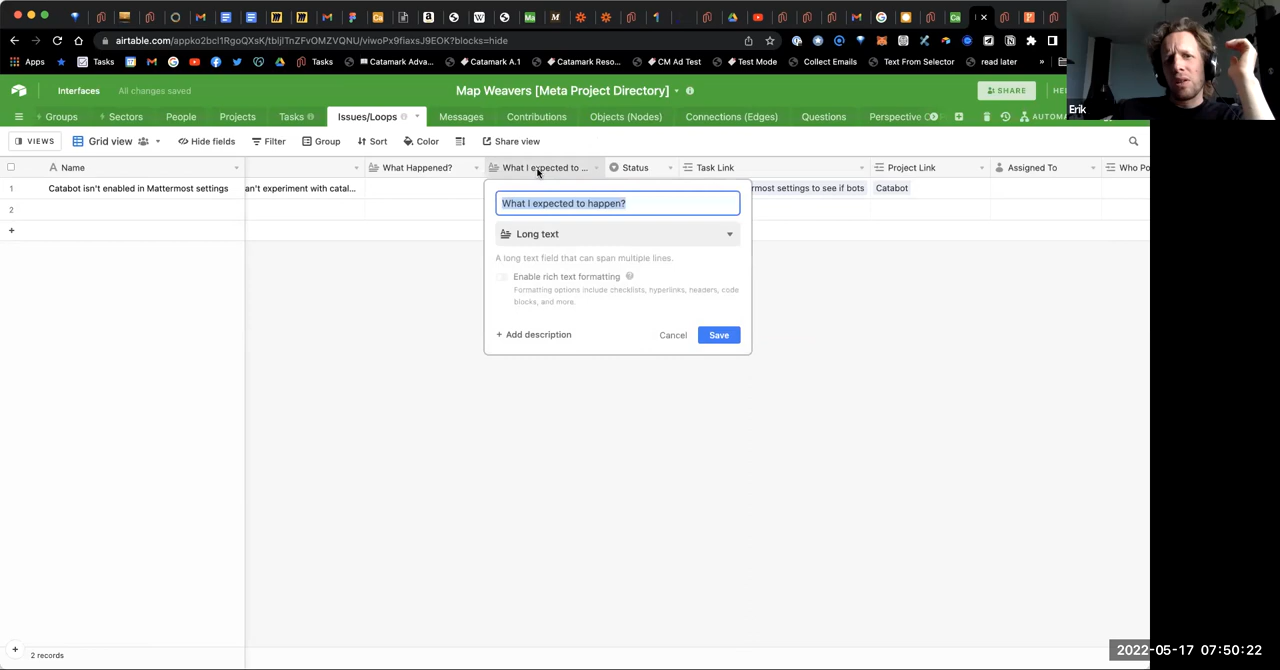 airtable.com/appko2bcl1RgoQXsK/tbljlTnZFvOMZVQNU/viwoPx9fiaxsJ9EOK?blocks=hide
Apps Tasks Tasks Catamark Adva... Catamark A.1 Catamark Reso... CM Ad Test Test Mode Collect Emails Text From Selector read later »
Erik
Interfaces All changes saved Map Weavers [Meta Project Directory] SHARE
Groups Sectors People Projects Tasks Issues/Loops Messages Contributions Objects (Nodes) Connections (Edges) Questions Perspective C
VIEWS Grid view Hide fields Filter Group Sort Color Share view
Name What Happened? What I expected to ... Status Task Link Project Link Assigned To Who Po
1 Catabot isn't enabled in Mattermost settings an't experiment with catal... rmost settings to see if bots Catabot
2
+
What I expected to happen?
Long text
A long text field that can span multiple lines.
Enable rich text formatting
Formatting options include checklists, hyperlinks, headers, code
blocks, and more.
+ Add description Cancel Save
+
2 records
2022-05-17 07:50:22